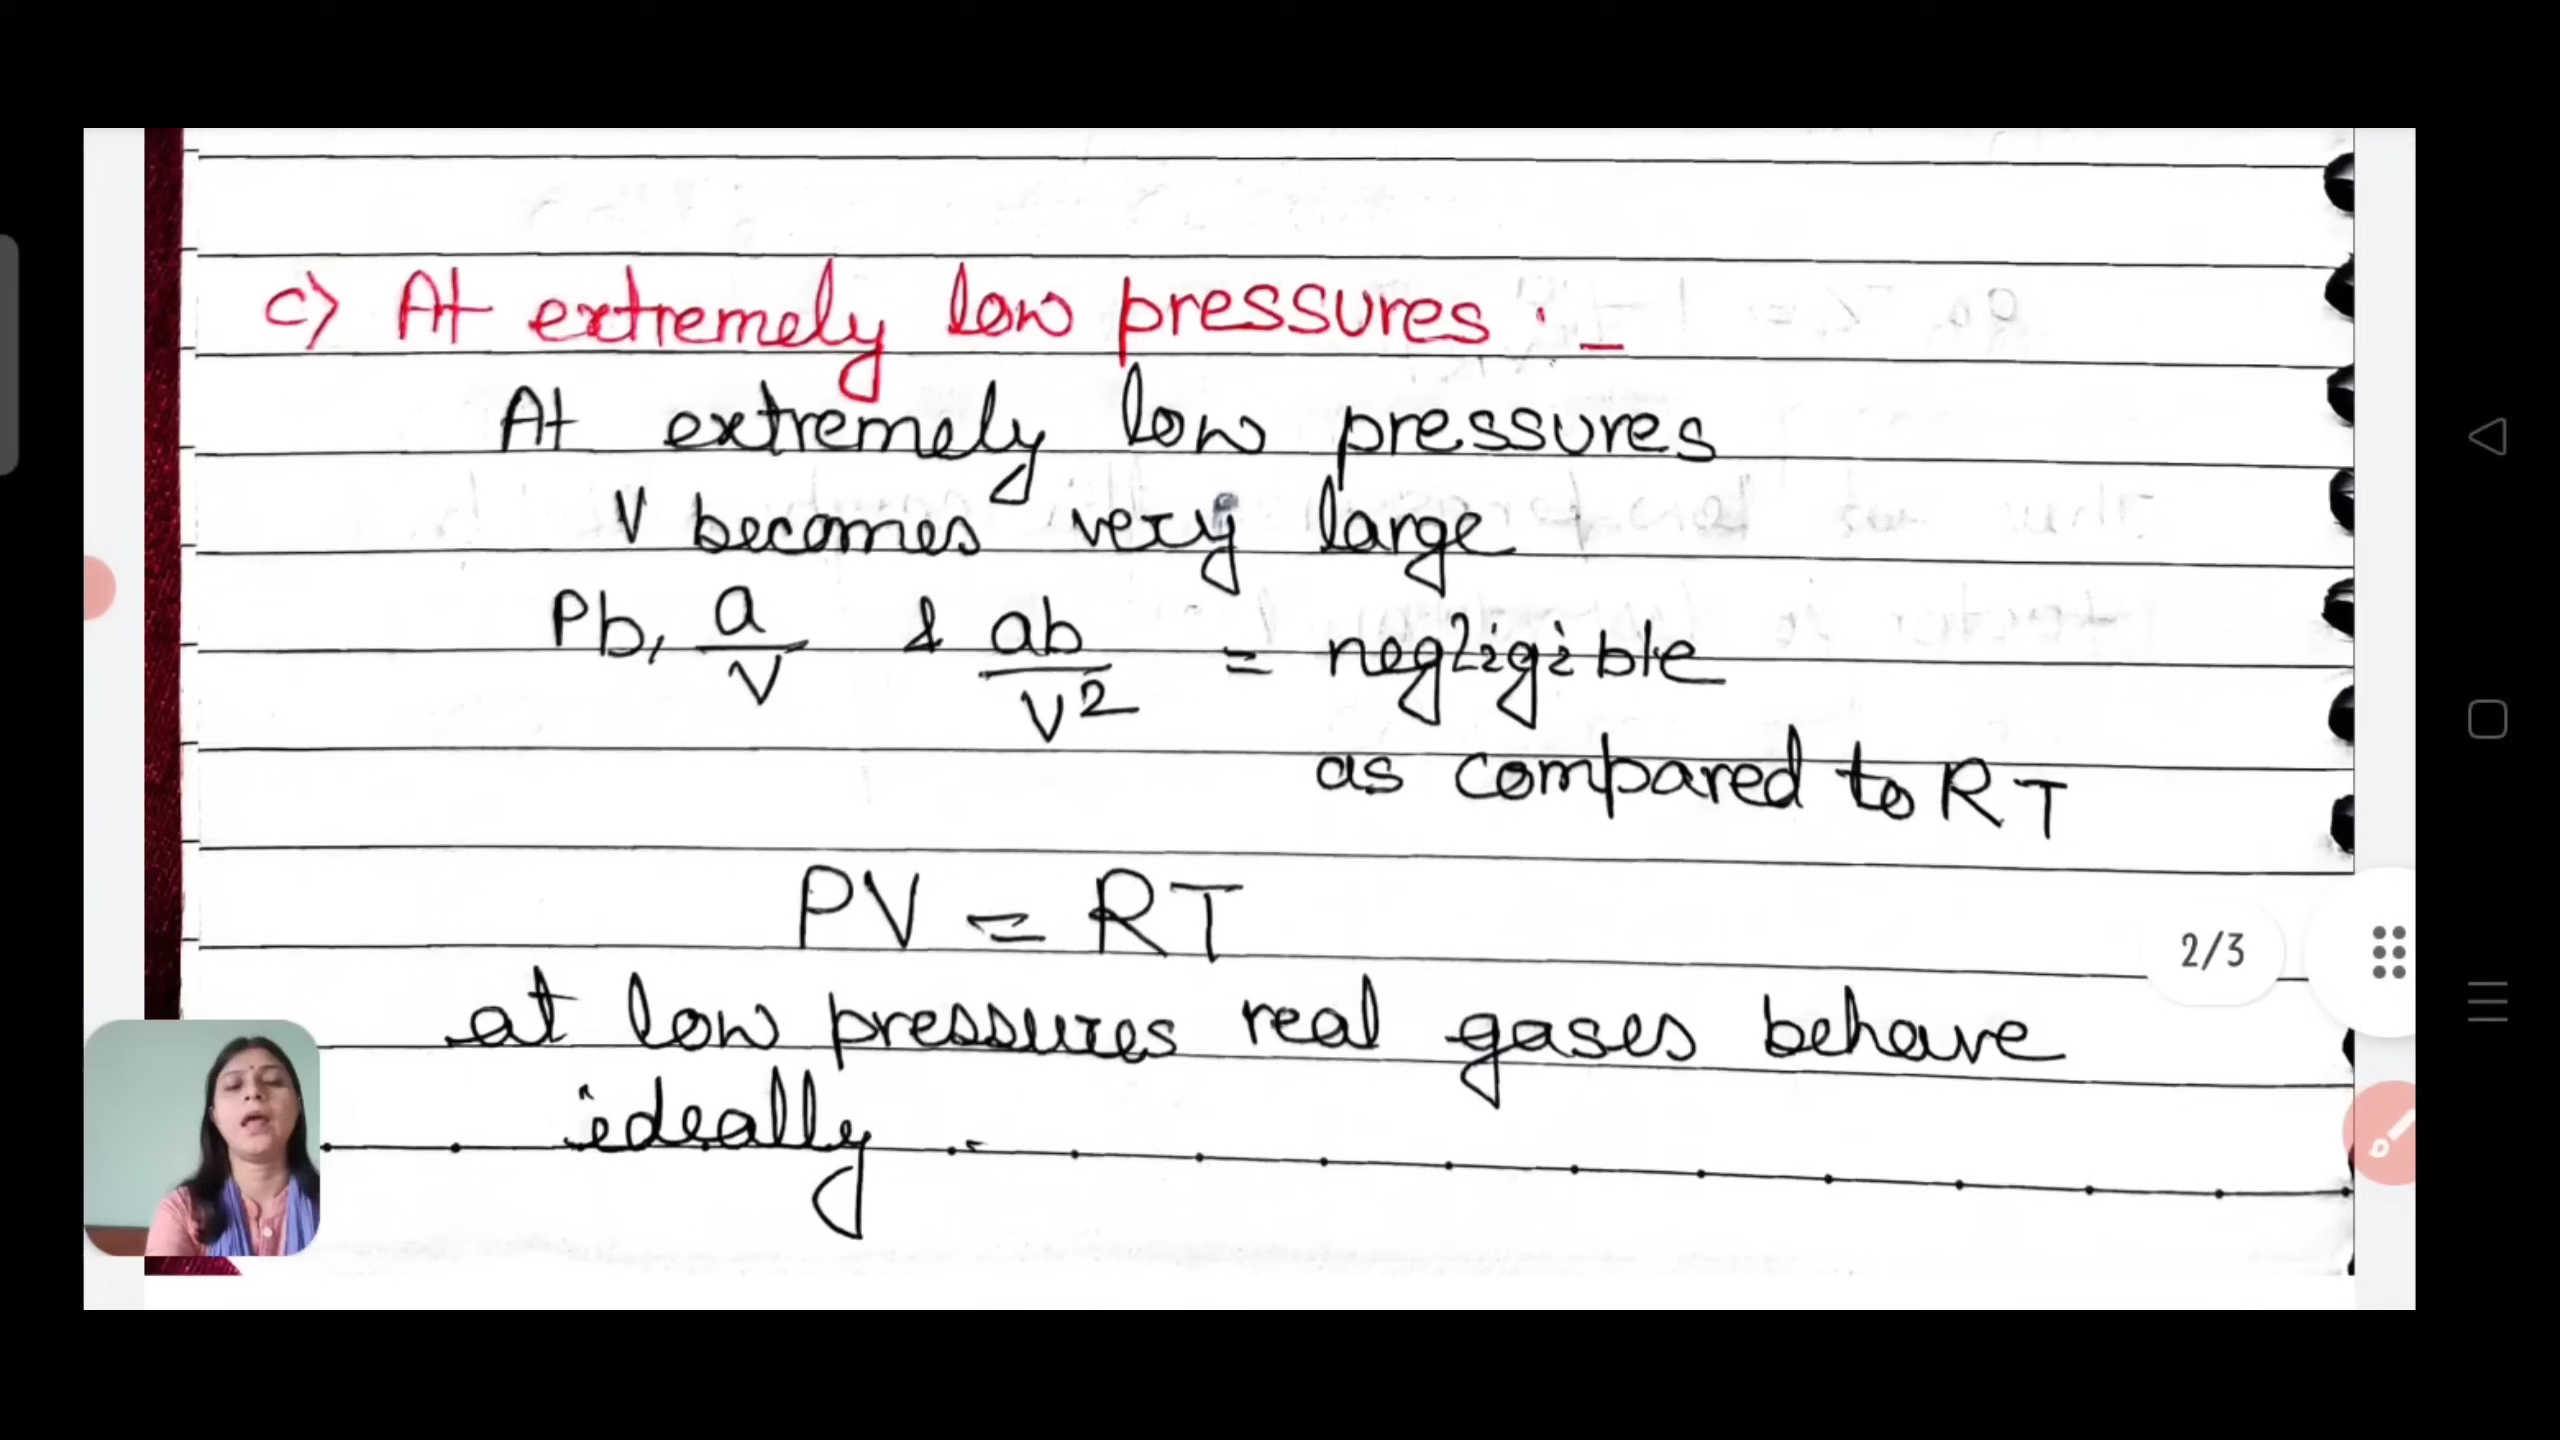 c) At extremely low pressures :-
At extremely low pressures
V becomes very large
Pb, a/V & ab/V² = negligible
as compared to RT
PV = RT
2/3
at low pressures real gases behave
ideally.